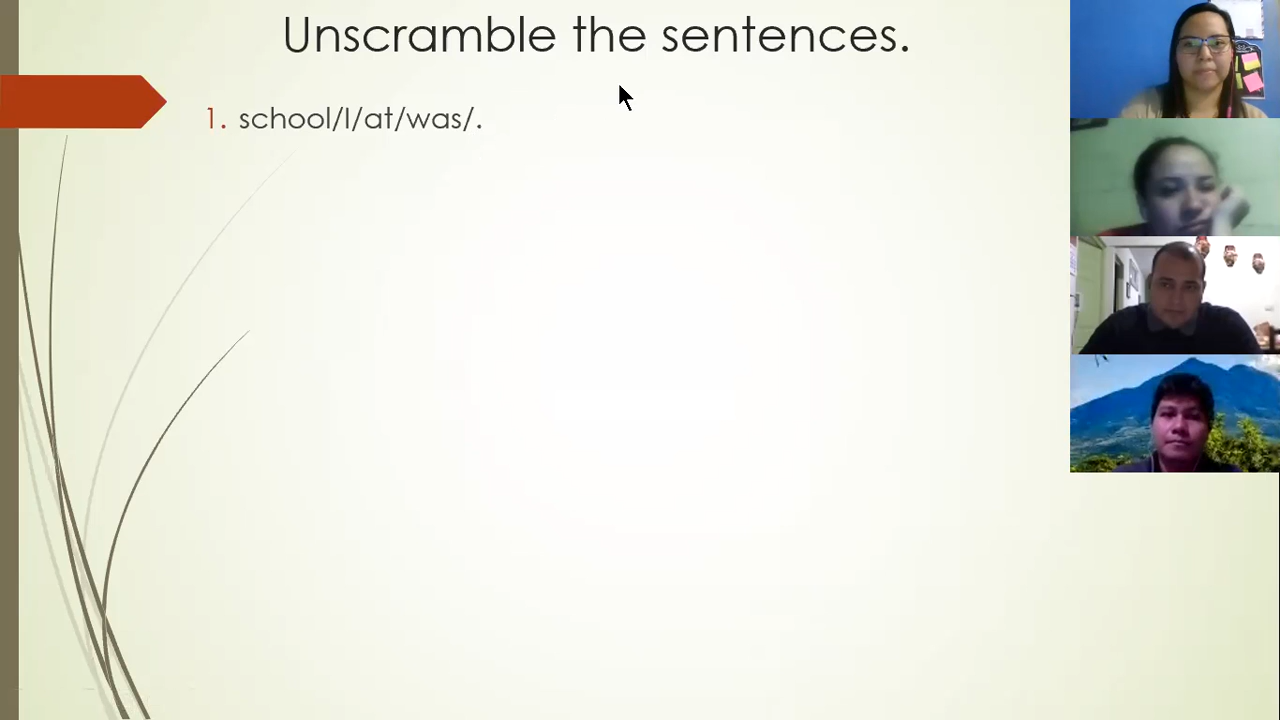 Unscramble the sentences.
1. school/I/at/was/.